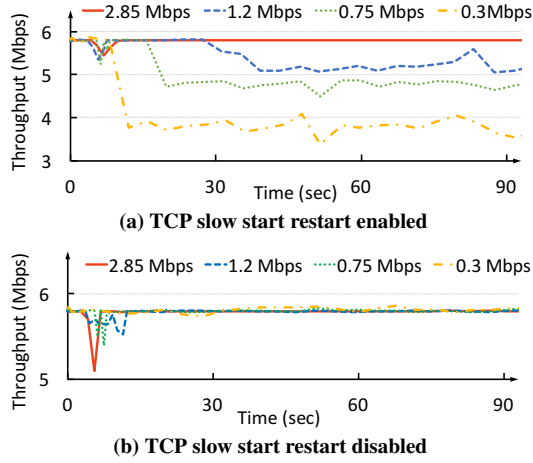 2.85 Mbps 1.2 Mbps 0.75 Mbps 0.3Mbps
Throughput (Mbps)
6
5
4
3
0 30 60 90
Time (sec)
(a) TCP slow start restart enabled
2.85 Mbps 1.2 Mbps 0.75 Mbps 0.3 Mbps
Throughput (Mbps)
6
5
0 30 60 90
Time (sec)
(b) TCP slow start restart disabled